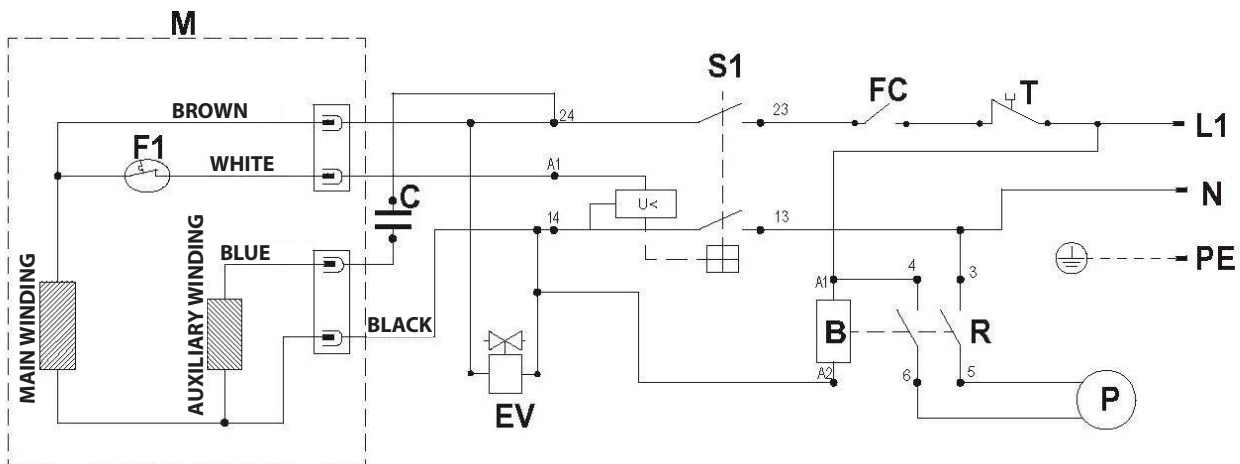 M
S1
BROWN
24
23
FC
T
L1
F1
WHITE
A1
C
U<
N
14
13
BLUE
PE
MAIN WINDING
AUXILIARY WINDING
BLACK
A1
4
3
B
R
A2
6
5
EV
P